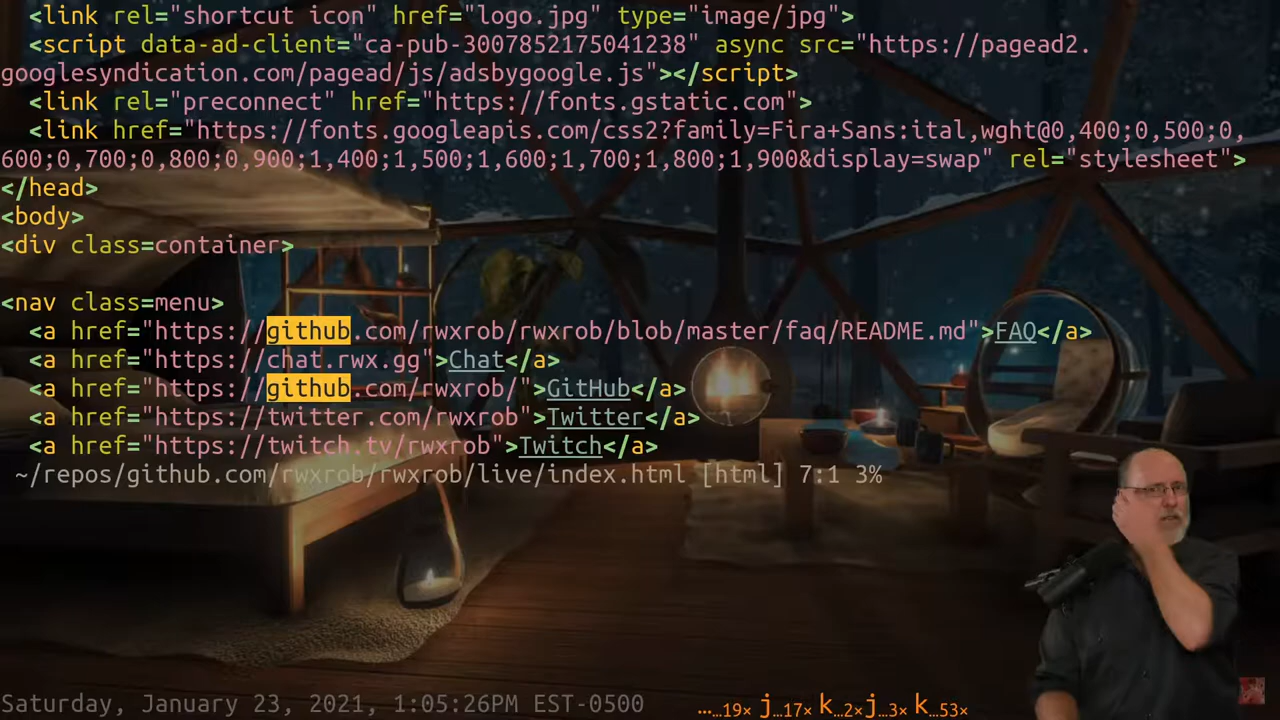 <link rel="shortcut icon" href="logo.jpg" type="image/jpg">
<script data-ad-client="ca-pub-3007852175041238" async src="https://pagead2.
googlesyndication.com/pagead/js/adsbygoogle.js"></script>
<link rel="preconnect" href="https://fonts.gstatic.com">
<link href="https://fonts.googleapis.com/css2?family=Fira+Sans:ital,wght@0,400;0,500;0,
600;0,700;0,800;0,900;1,400;1,500;1,600;1,700;1,800;1,900&display=swap" rel="stylesheet">
</head>
<body>
<div class=container>
<nav class=menu>
<a href="https://github.com/rwxrob/rwxrob/blob/master/faq/README.md">FAQ</a>
<a href="https://chat.rwx.gg">Chat</a>
<a href="https://github.com/rwxrob/">GitHub</a>
<a href="https://twitter.com/rwxrob">Twitter</a>
<a href="https://twitch.tv/rwxrob">Twitch</a>
~/repos/github.com/rwxrob/rwxrob/live/index.html [html] 7:1 3%
Saturday, January 23, 2021, 1:05:26PM EST-0500
…..19× j…17× k…2×j…3× k…53×